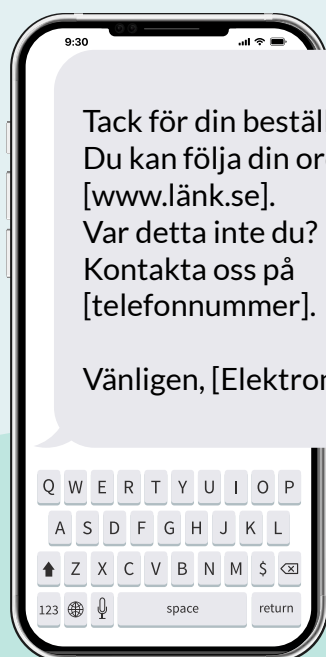 9:30
Tack för din beställ
Du kan följa din or
[www.länk.se].
Var detta inte du?
Kontakta oss på
[telefonnummer].
Vänligen, [Elektron
Q W E R T Y U I O P
A S D F G H J K L
Z X C V B N M $
123 space return